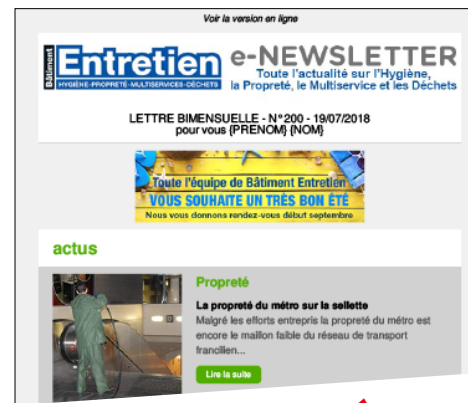 Voir la version en ligne
Bâtiment
Entretien
HYGIÈNE-PROPRETÉ-MULTISERVICES-DÉCHETS
e-NEWSLETTER
Toute l'actualité sur l'Hygiène,
la Propreté, le Multiservice et les Déchets
LETTRE BIMENSUELLE - N°200 - 19/07/2018
pour vous {PRENOM} {NOM}
Toute l'équipe de Bâtiment Entretien
VOUS SOUHAITE UN TRÈS BON ÉTÉ
Nous vous donnons rendez-vous début septembre
actus
Propreté
La propreté du métro sur la sellette
Malgré les efforts entrepris la propreté du métro est
encore le maillon faible du réseau de transport
francilien...
Lire la suite